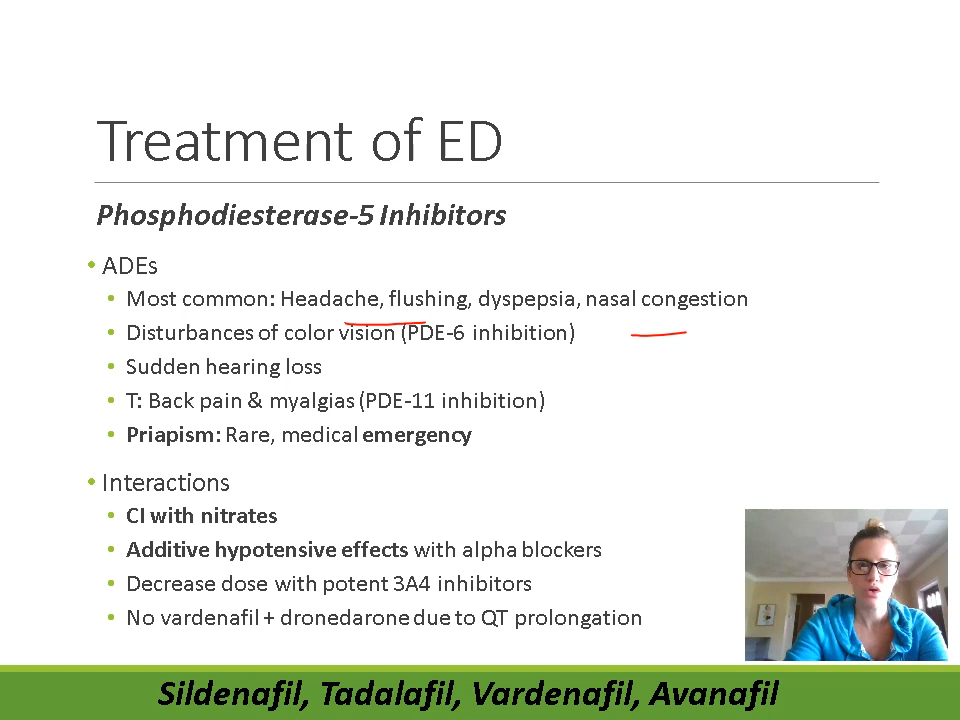 Treatment of ED
Phosphodiesterase-5 Inhibitors
• ADEs
• Most common: Headache, flushing, dyspepsia, nasal congestion
• Disturbances of color vision (PDE-6 inhibition)
• Sudden hearing loss
• T: Back pain & myalgias (PDE-11 inhibition)
• Priapism: Rare, medical emergency
• Interactions
• CI with nitrates
• Additive hypotensive effects with alpha blockers
• Decrease dose with potent 3A4 inhibitors
• No vardenafil + dronedarone due to QT prolongation
Sildenafil, Tadalafil, Vardenafil, Avanafil